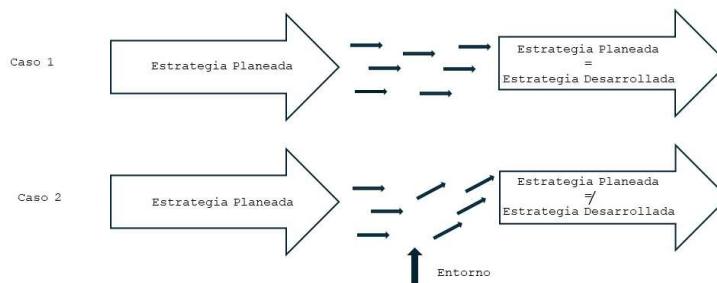 Caso 1
Estrategia Planeada
Estrategia Planeada
=
Estrategia Desarrollada
Caso 2
Estrategia Planeada
Estrategia Planeada
≠
Estrategia Desarrollada
Entorno